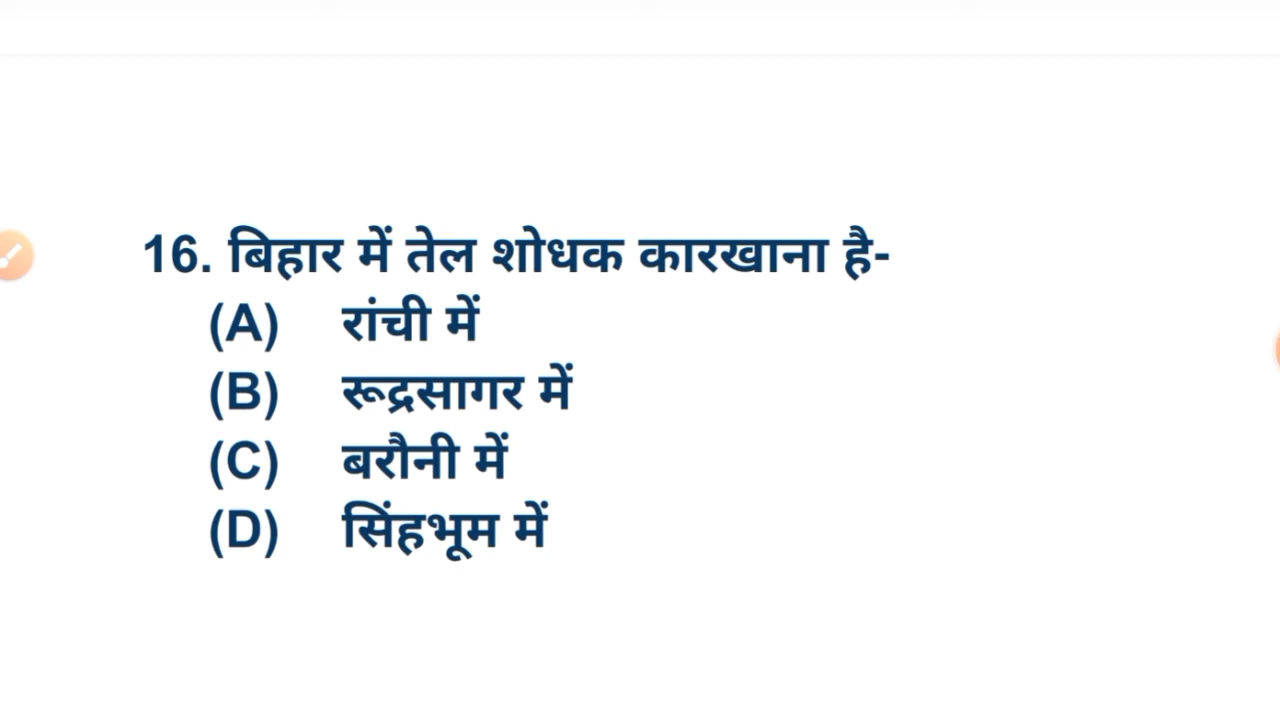 16. बिहार में तेल शोधक कारखाना है-
(A) रांची में
(B) रूद्रसागर में
(C) बरौनी में
(D) सिंहभूम में